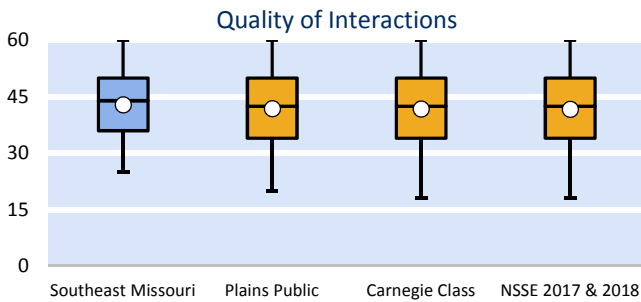 Quality of Interactions
60
45
30
15
0
Southeast Missouri Plains Public Carnegie Class NSSE 2017 & 2018